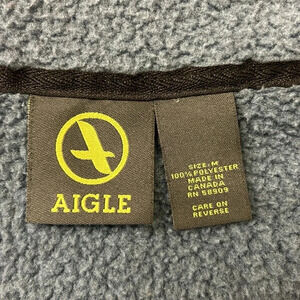 AIGLE
SIZE: M
100% POLYESTER
MADE IN
CANADA
RN 58909
CARE ON
REVERSE